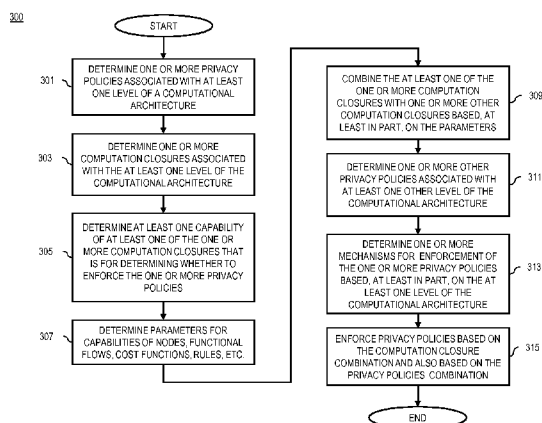 300
START
301
DETERMINE ONE OR MORE PRIVACY
POLICIES ASSOCIATED WITH AT LEAST
ONE LEVEL OF A COMPUTATIONAL
ARCHITECTURE
303
DETERMINE ONE OR MORE
COMPUTATION CLOSURES ASSOCIATED
WITH THE AT LEAST ONE LEVEL OF THE
COMPUTATIONAL ARCHITECTURE
305
DETERMINE AT LEAST ONE CAPABILITY
OF AT LEAST ONE OF THE ONE OR
MORE COMPUTATION CLOSURES THAT
IS FOR DETERMINING WHETHER TO
ENFORCE THE ONE OR MORE PRIVACY
POLICIES
307
DETERMINE PARAMETERS FOR
CAPABILITIES OF NODES, FUNCTIONAL
FLOWS, COST FUNCTIONS, RULES, ETC.
COMBINE THE AT LEAST ONE OF THE
ONE OR MORE COMPUTATION
CLOSURES WITH ONE OR MORE OTHER
COMPUTATION CLOSURES BASED, AT
LEAST IN PART, ON THE PARAMETERS
309
DETERMINE ONE OR MORE OTHER
PRIVACY POLICIES ASSOCIATED WITH
AT LEAST OTHER LEVEL OF THE
COMPUTATIONAL ARCHITECTURE
311
DETERMINE ONE OR MORE
MECHANISMS FOR ENFORCEMENT OF
THE ONE OR MORE PRIVACY POLICIES
BASED, AT LEAST IN PART, ON THE AT
LEAST ONE LEVEL OF THE
COMPUTATIONAL ARCHITECTURE
313
ENFORCE PRIVACY POLICIES BASED ON
THE COMPUTATION CLOSURE
COMBINATION AND ALSO BASED ON THE
PRIVACY POLICIES COMBINATION
315
END